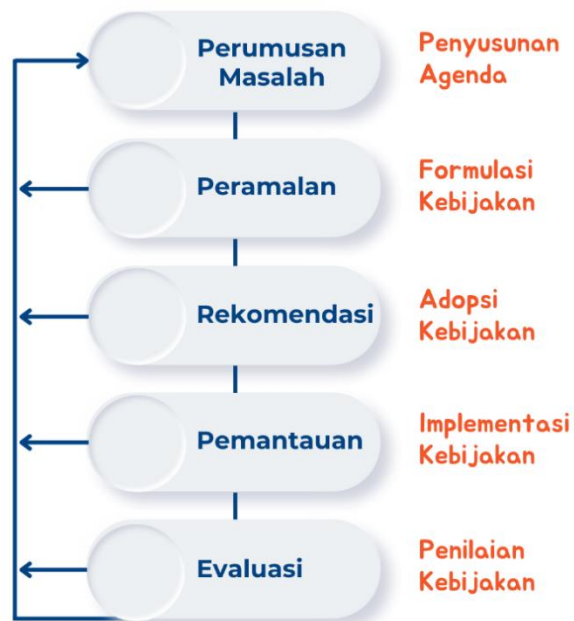 Perumusan
Masalah
Penyusunan
Agenda
Peramalan
Formulasi
Kebijakan
Rekomendasi
Adopsi
Kebijakan
Pemantauan
Implementasi
Kebijakan
Evaluasi
Penilaian
Kebijakan